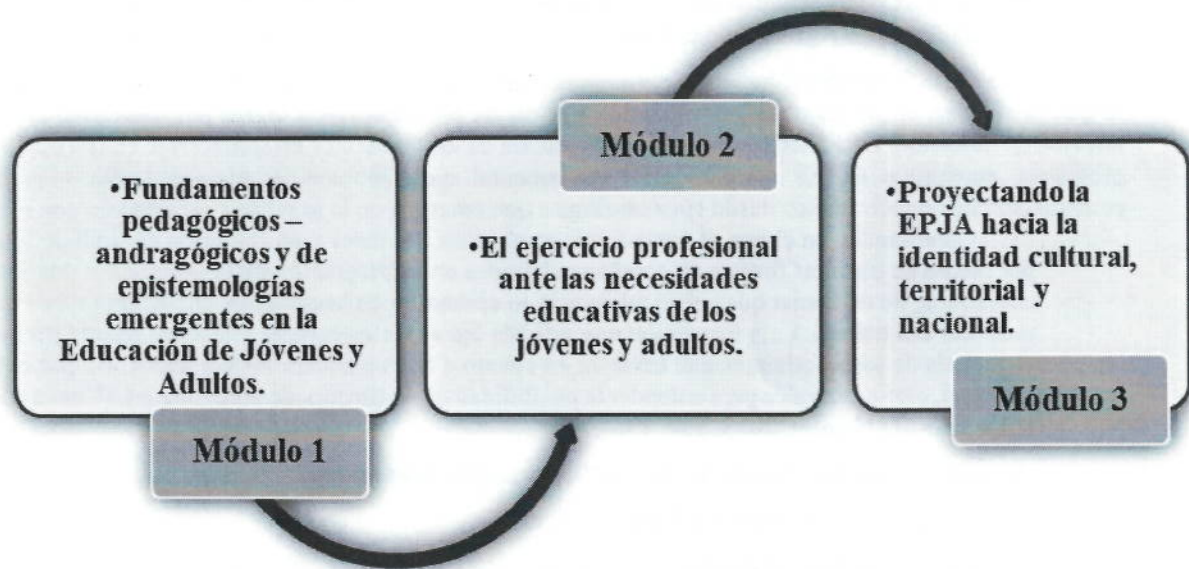 •Fundamentos
pedagógicos
andragógicos y de
epistemologías
emergentes en la
Educación de Jóvenes y
Adultos.
Módulo 1
Módulo 2
•El ejercicio profesional
ante las necesidades
educativas de los
jóvenes y adultos.
•Proyectando la
EPJA hacia la
identidad cultural,
territorial y
nacional.
Módulo 3